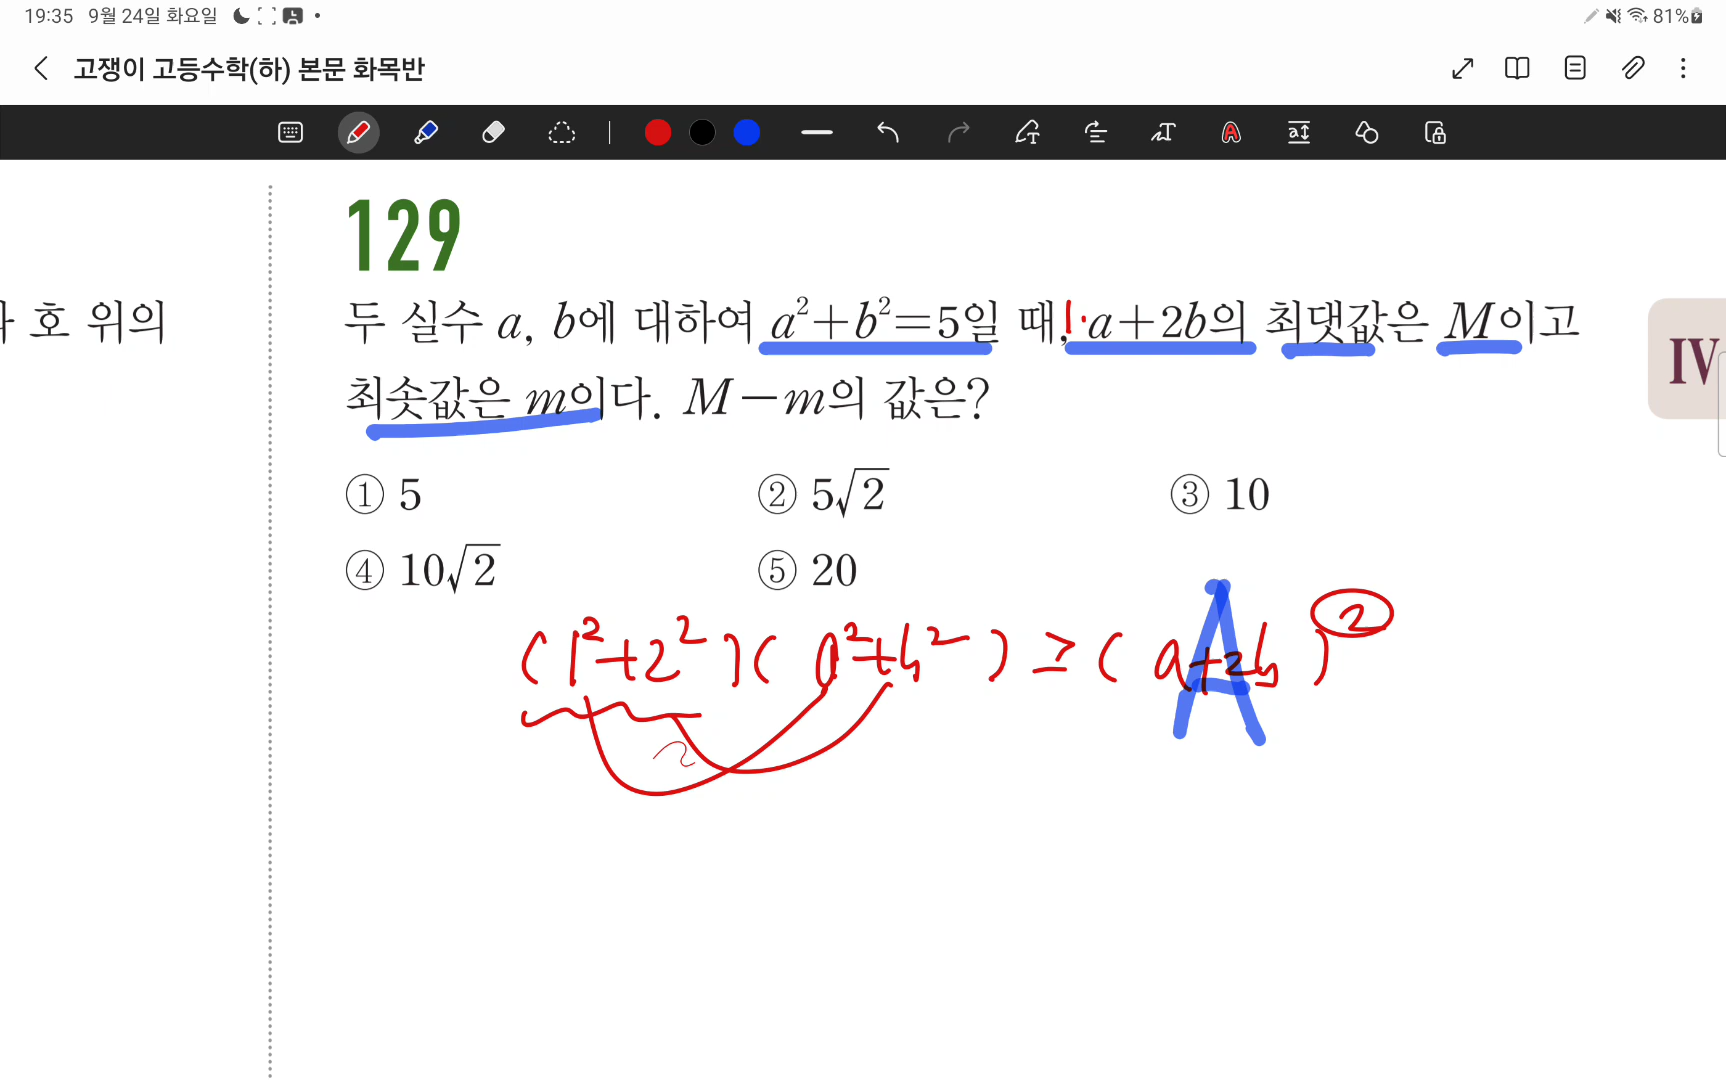 19:35 9월 24일 화요일
81%
고쟁이 고등수학(하) 본문 화목반
129
호 위의
두 실수 a, b에 대하여 a²+b²=5일 때, 1·a+2b의 최댓값은 M이고
최솟값은 m이다. M-m의 값은?
① 5 ② 5√2 ③ 10
④ 10√2 ⑤ 20
(1²+2²)(a²+b²)≥(a+2b)²
A
IV